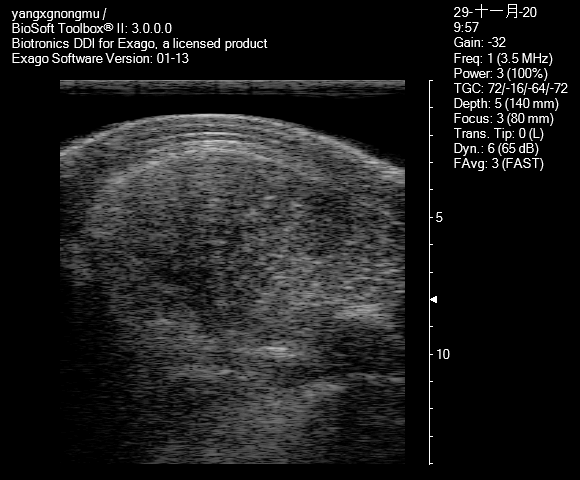 yangxgnongmu /
BioSoft Toolbox® II: 3.0.0.0
Biotronics DDI for Exago, a licensed product
Exago Software Version: 01-13
29-十一月-20
9:57
Gain: -32
Freq: 1 (3.5 MHz)
Power: 3 (100%)
TGC: 72/-16/-64/-72
Depth: 5 (140 mm)
Focus: 3 (80 mm)
Trans. Tip: 0 (L)
Dyn.: 6 (65 dB)
FAvg: 3 (FAST)
5
10